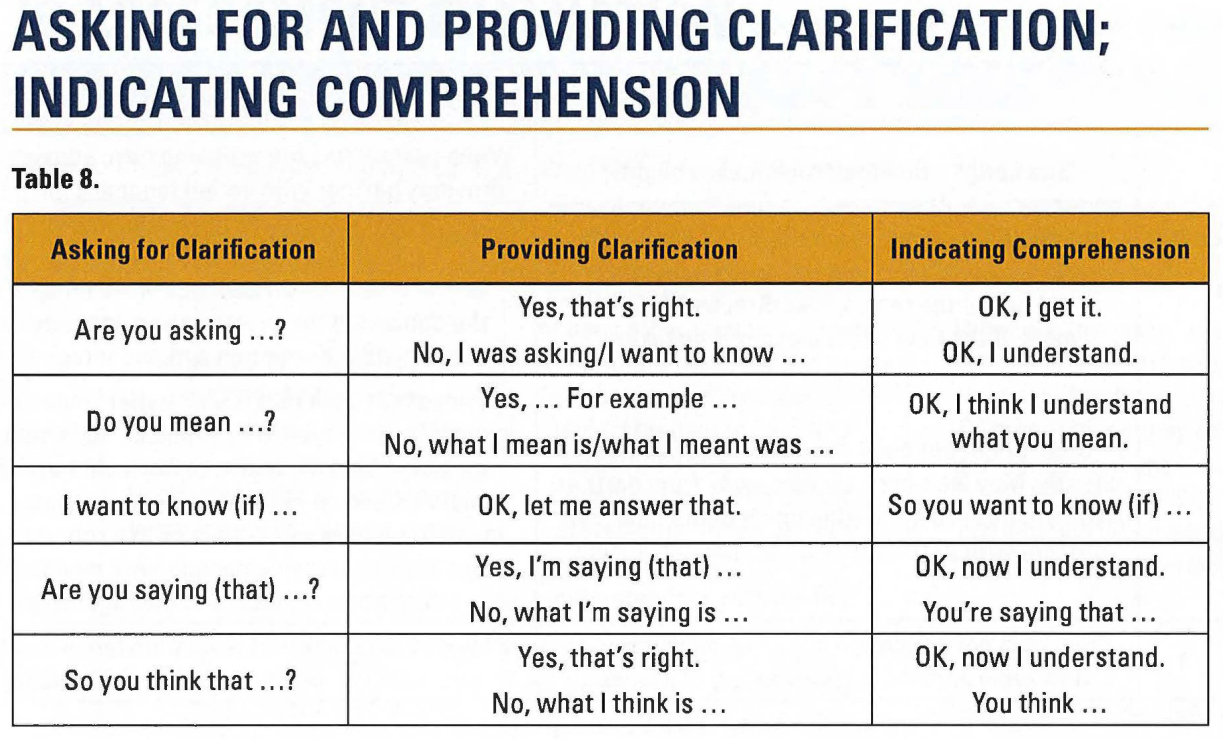 ASKING FOR AND PROVIDING CLARIFICATION;
INDICATING COMPREHENSION
Table 8.
Asking for Clarification Providing Clarification Indicating Comprehension
Are you asking ...?
Yes, that's right.
No, I was asking/I want to know ...
OK, I get it.
OK, I understand.
Do you mean ...?
Yes, ... For example ...
No, what I mean is/what I meant was ...
OK, I think I understand
what you mean.
I want to know (if) ... OK, let me answer that. So you want to know (if) ...
Are you saying (that) ...?
Yes, I'm saying (that) ...
No, what I'm saying is ...
OK, now I understand.
You're saying that ...
So you think that ...?
Yes, that's right.
No, what I think is ...
OK, now I understand.
You think ...